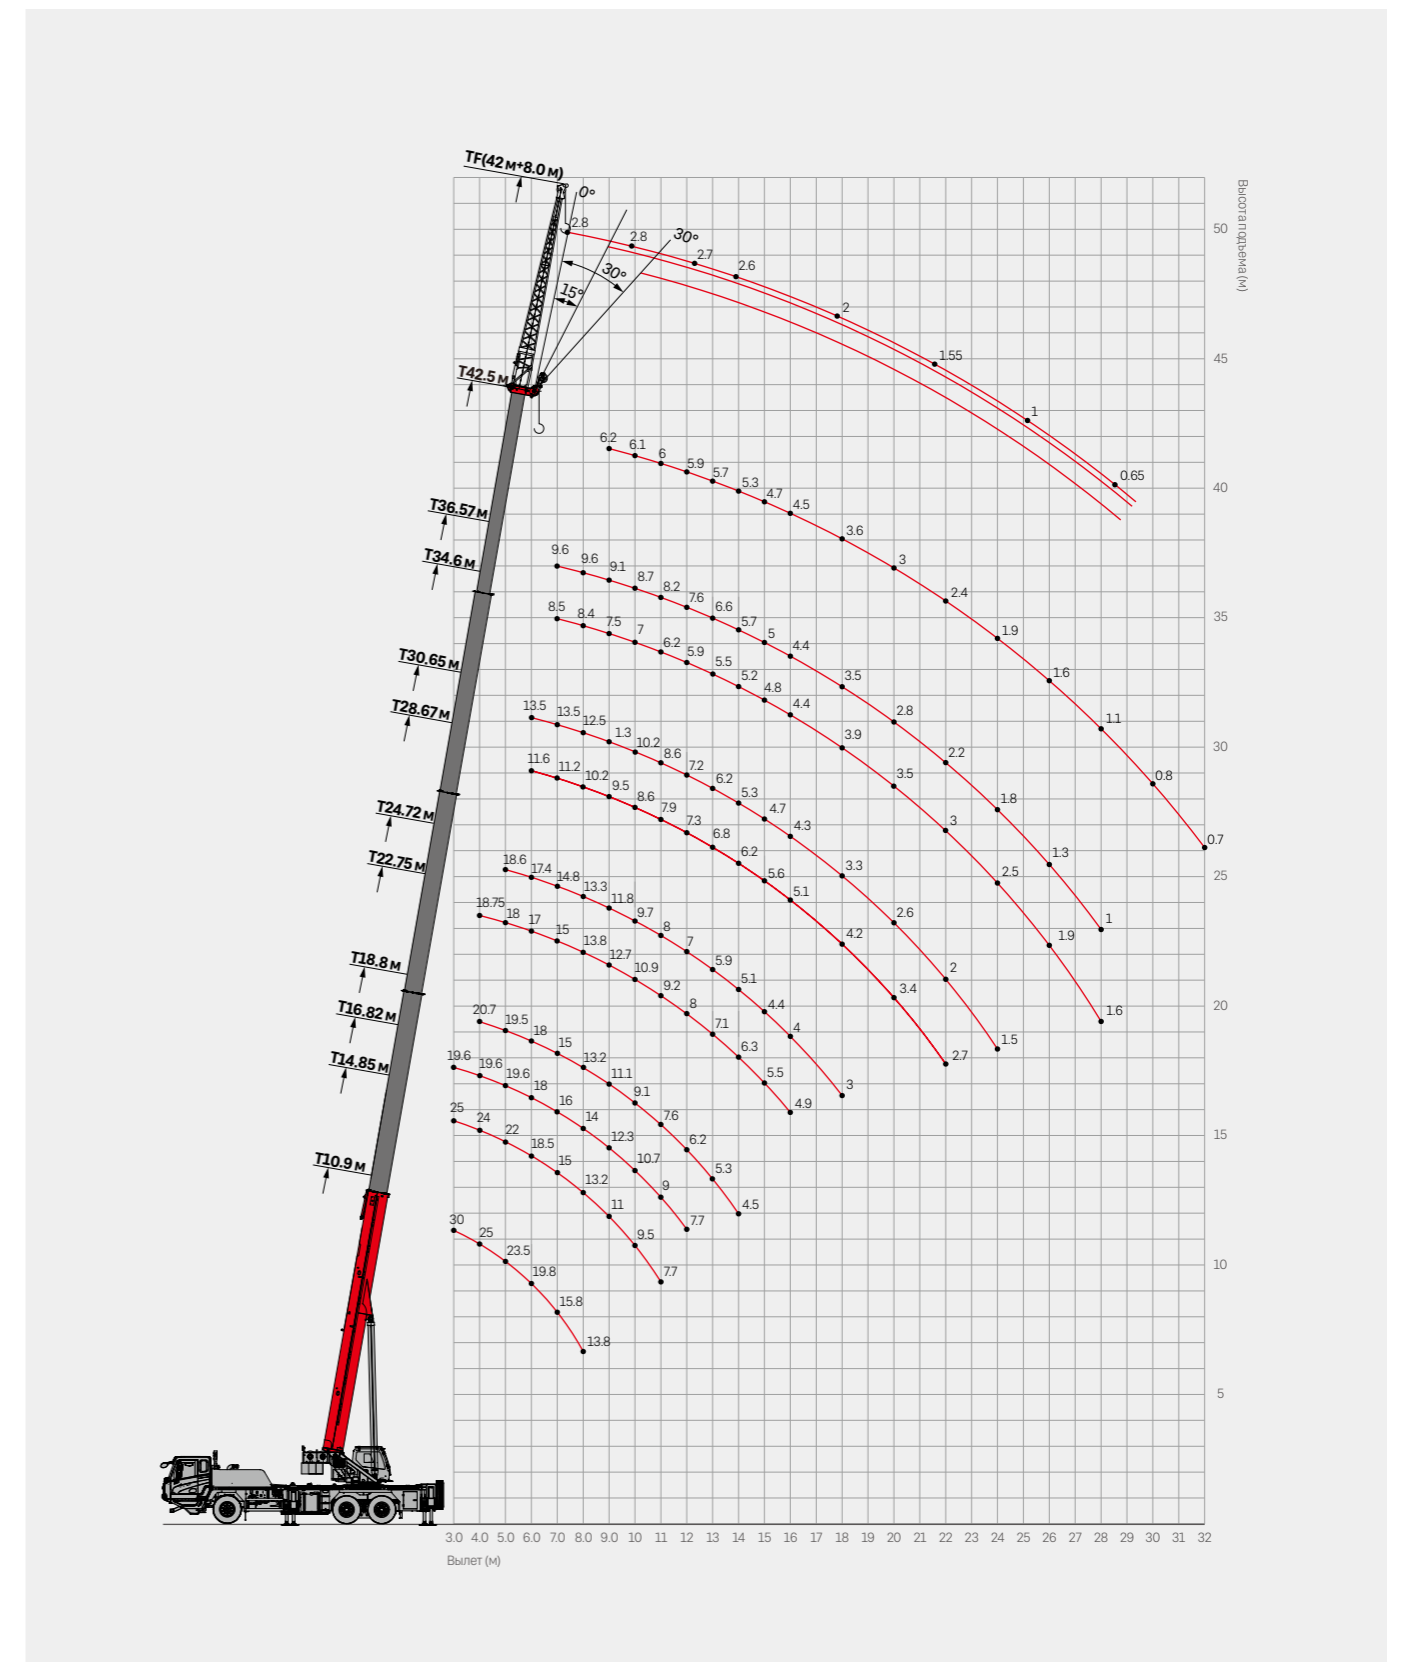 TF(42 м+8.0 м)
0°
30°
30°
15°
Высота подъема (м)
T42.5 м
T36.57 м
T34.6 м
T30.65 м
T28.67 м
T24.72 м
T22.75 м
T18.8 м
T16.82 м
T14.85 м
T10.9 м
2.8 2.8 2.7 2.6 2 1.55 1 0.65
6.2 6.1 6 5.9 5.7 5.3 4.7 4.5 3.6 3 2.4 1.9 1.6 1.1 0.8 0.7
9.6 9.6 9.1 8.7 8.2 7.6 6.6 5.7 5 4.4 3.5 2.8 2.2 1.8 1.3 1
8.5 8.4 7.5 7 6.2 5.9 5.5 5.2 4.8 4.4 3.9 3.5 3 2.5 1.9 1.6
13.5 13.5 12.5 1.3 10.2 8.6 7.2 6.2 5.3 4.7 4.3 3.3 2.6 2 1.5
11.6 11.2 10.2 9.5 8.6 7.9 7.3 6.8 6.2 5.6 5.1 4.2 3.4 2.7
18.6 17.4 14.8 13.3 11.8 9.7 8 7 5.9 5.1 4.4 4 3
18.75 18 17 15 13.8 12.7 10.9 9.2 8 7.1 6.3 5.5 4.9
20.7 19.5 18 15 13.2 11.1 9.1 7.6 6.2 5.3 4.5
19.6 19.6 19.6 18 16 14 12.3 10.7 9 7.7
25 24 22 18.5 15 13.2 11 9.5 7.7
30 25 23.5 19.8 15.8 13.8
50
45
40
35
30
25
20
15
10
5
3.0 4.0 5.0 6.0 7.0 8.0 9.0 10 11 12 13 14 15 16 17 18 19 20 22 23 24 25 26 27 28 29 30 31 32
Вылет (м)